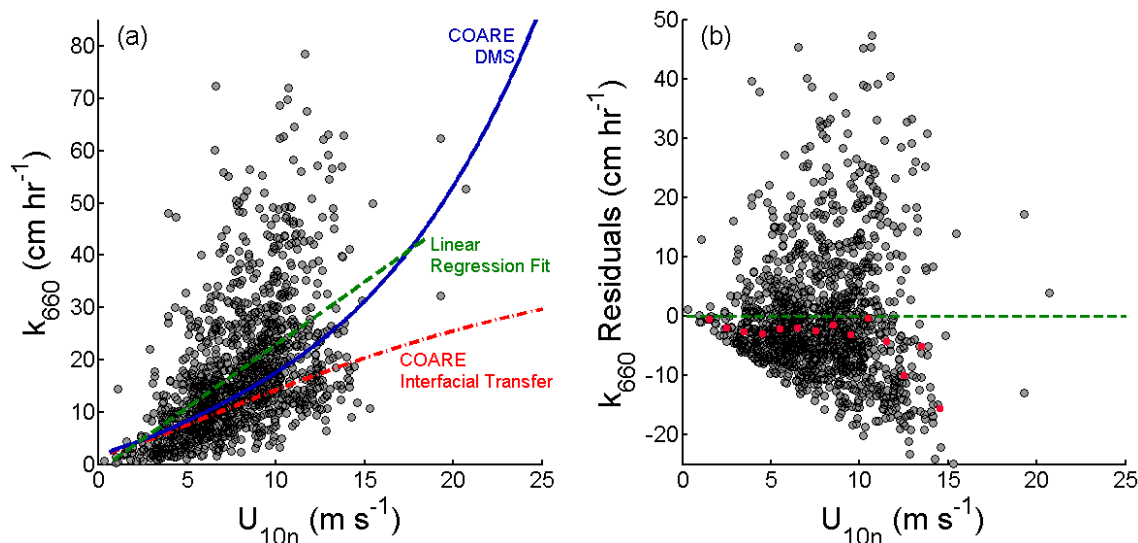 (a)
COARE
DMS
Linear
Regression Fit
COARE
Interfacial Transfer
k660 (cm hr-1)
80
70
60
50
40
30
20
10
0
0 5 10 15 20 25
U10n (m s-1)
(b)
k660 Residuals (cm hr-1)
50
40
30
20
10
0
-10
-20
0 5 10 15 20 25
U10n (m s-1)